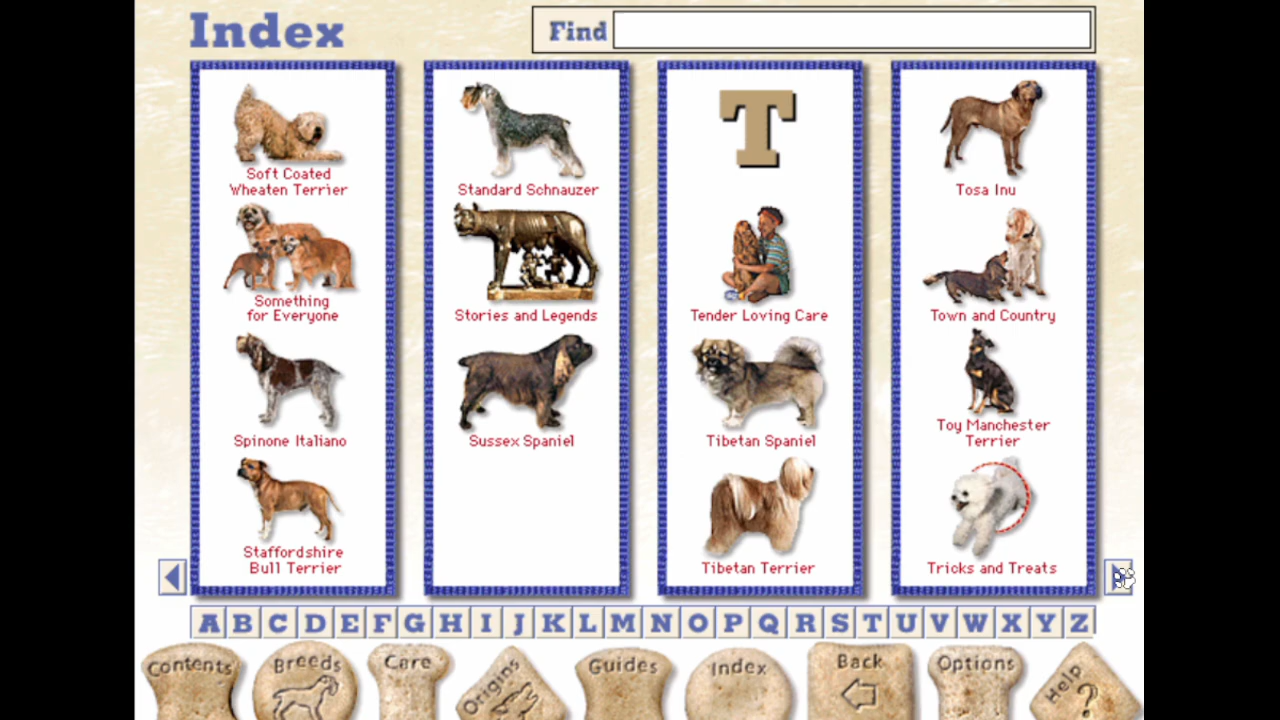 Index
Find
Soft Coated
Wheaten Terrier
Something
for Everyone
Spinone Italiano
Staffordshire
Bull Terrier
Standard Schnauzer
Stories and Legends
Sussex Spaniel
T
Tender Loving Care
Tibetan Spaniel
Tibetan Terrier
Tosa Inu
Town and Country
Toy Manchester
Terrier
Tricks and Treats
A B C D E F G H I J K L M N O P Q R S T U V W X Y Z
Contents Breeds Care Origins Guides Index Back Options Help ?